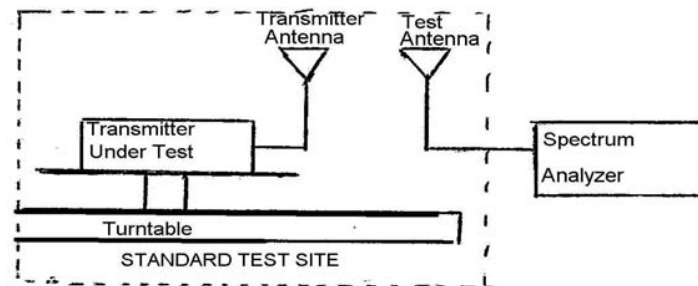 Transmitter
Antenna
Test
Antenna
Transmitter
Under Test
Spectrum
Analyzer
Turntable
STANDARD TEST SITE